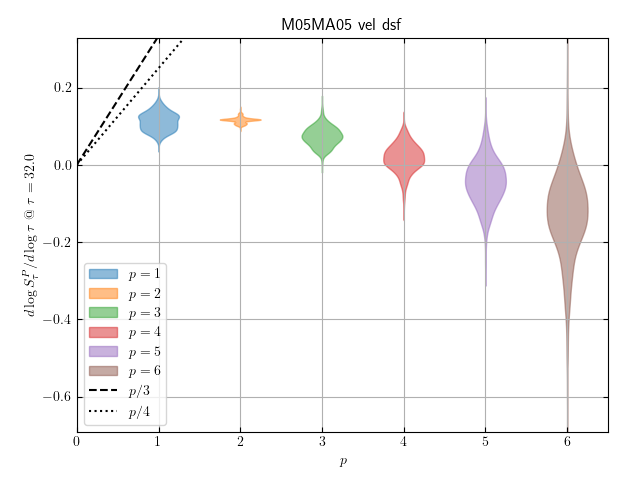 M05MA05 vel dsf
d log S_τ^p / d log τ @ τ = 32.0
0.2
0.0
−0.2
−0.4
−0.6
p = 1
p = 2
p = 3
p = 4
p = 5
p = 6
p/3
p/4
0 1 2 3 4 5 6
p